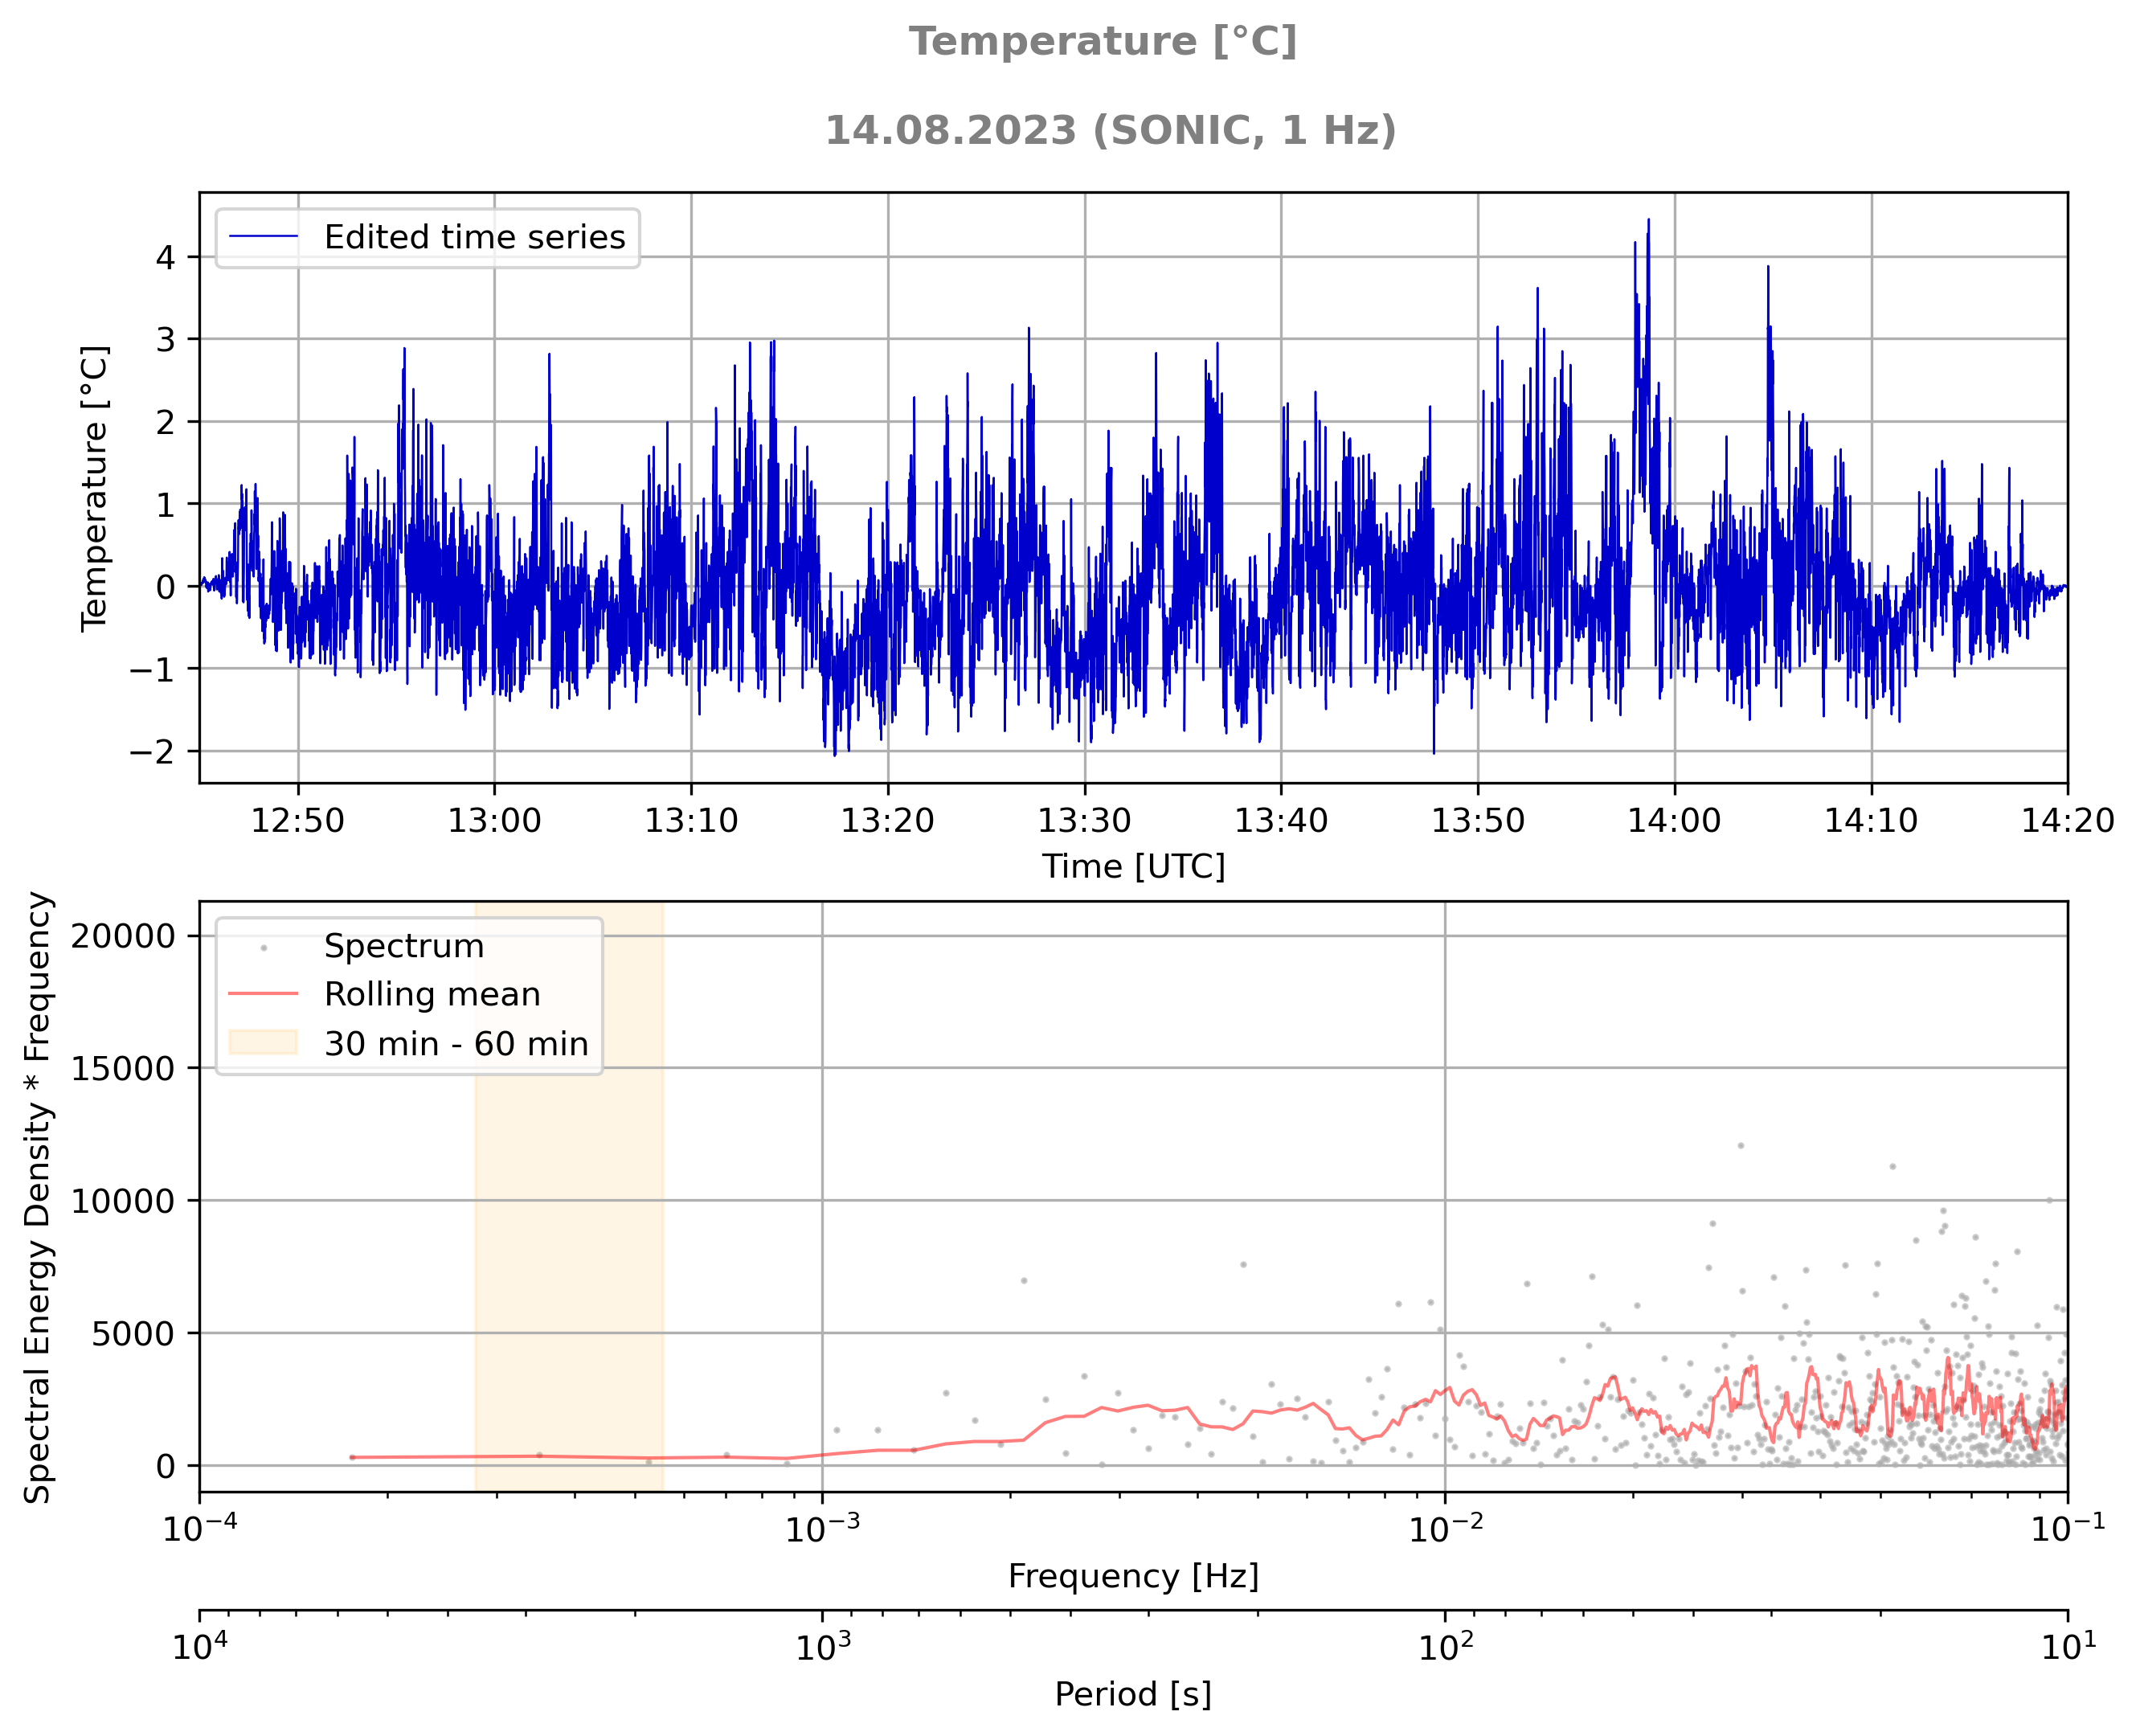 Temperature [°C]
14.08.2023 (SONIC, 1 Hz)
Edited time series
Temperature [°C]
4
3
2
1
0
−1
−2
12:50 13:00 13:10 13:20 13:30 13:40 13:50 14:00 14:10 14:20
Time [UTC]
Spectrum
Rolling mean
30 min - 60 min
Spectral Energy Density * Frequency
20000
15000
10000
5000
0
10⁻⁴ 10⁻³ 10⁻² 10⁻¹
Frequency [Hz]
10⁴ 10³ 10² 10¹
Period [s]